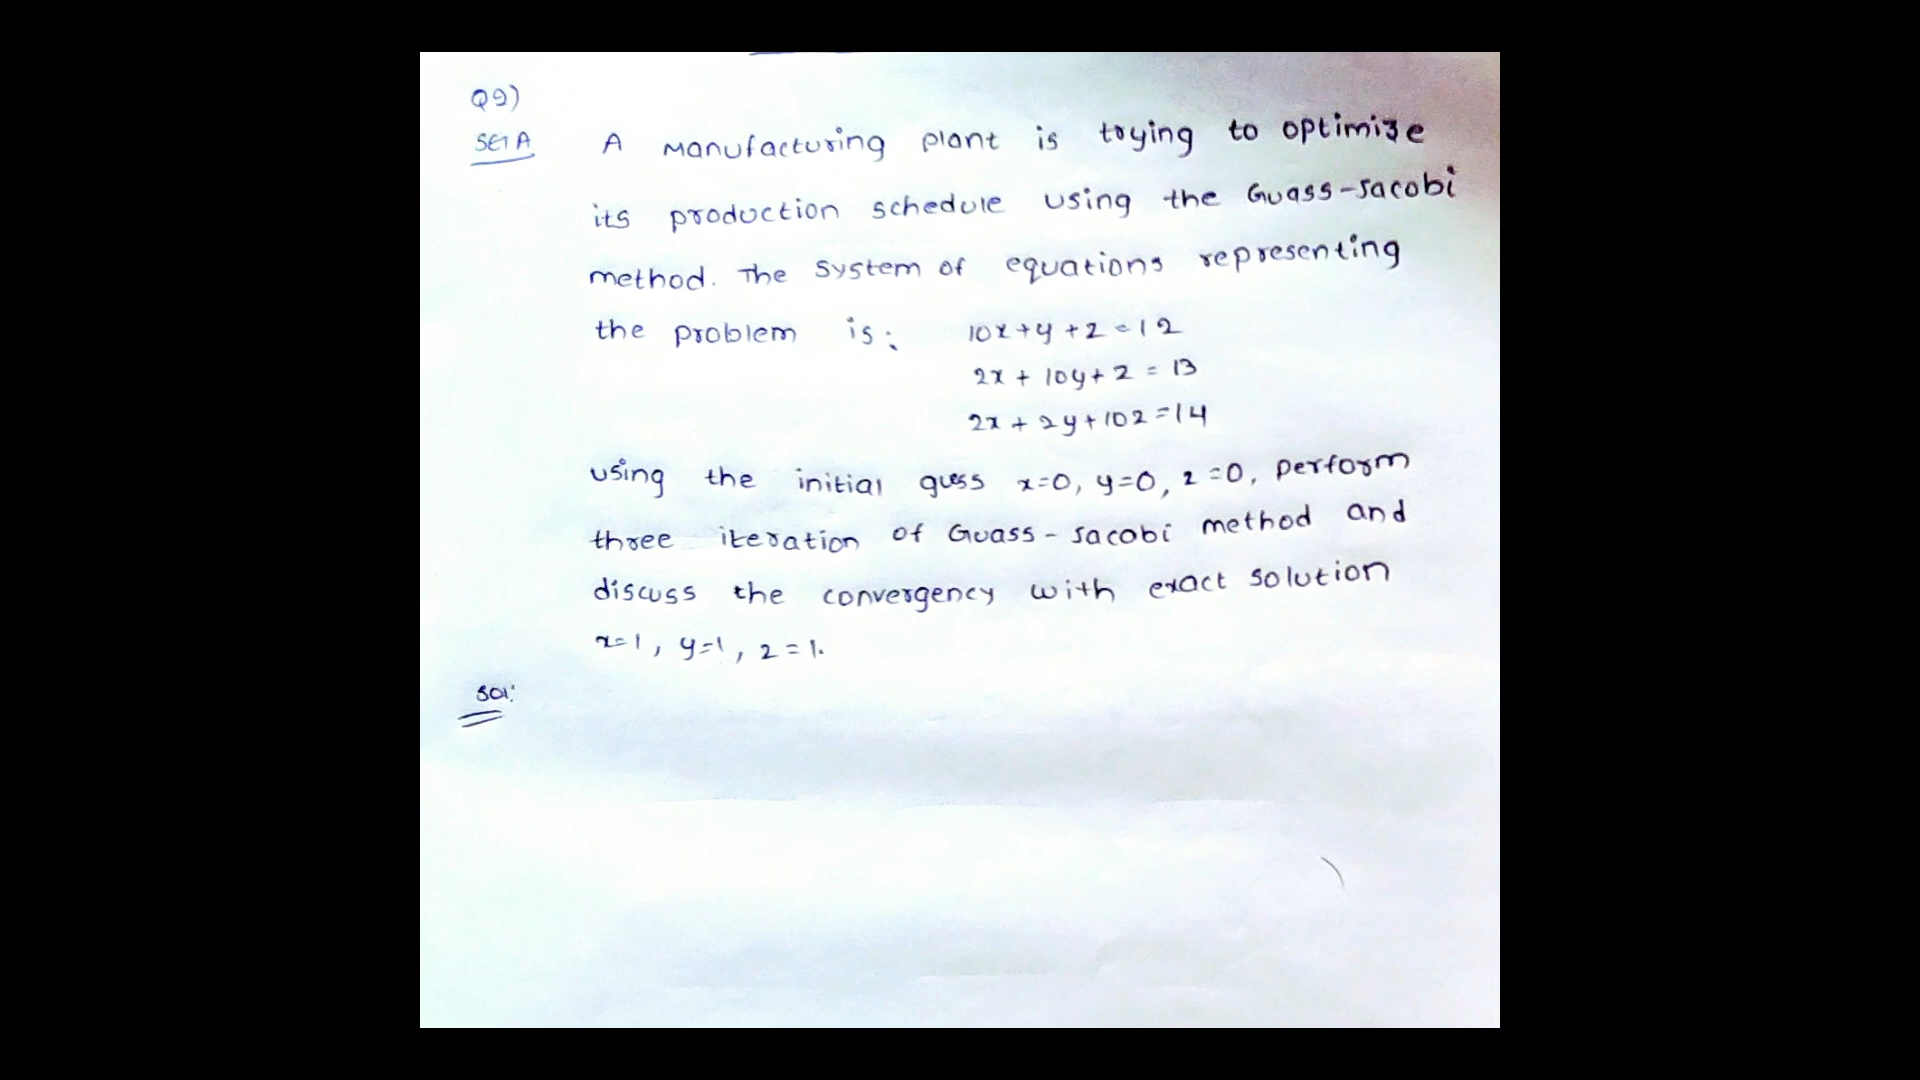 Q9)
SET A A manufacturing plant is trying to optimize
its production schedule using the Guass-Jacobi
method. The system of equations representing
the problem is: 10x+y+z=12
2x + 10y+z = 13
2x + 2y+10z=14
using the initial guess x=0, y=0, z=0, perform
three iteration of Guass-Jacobi method and
discuss the convergency with exact solution
x=1, y=1, z=1.
Sol: